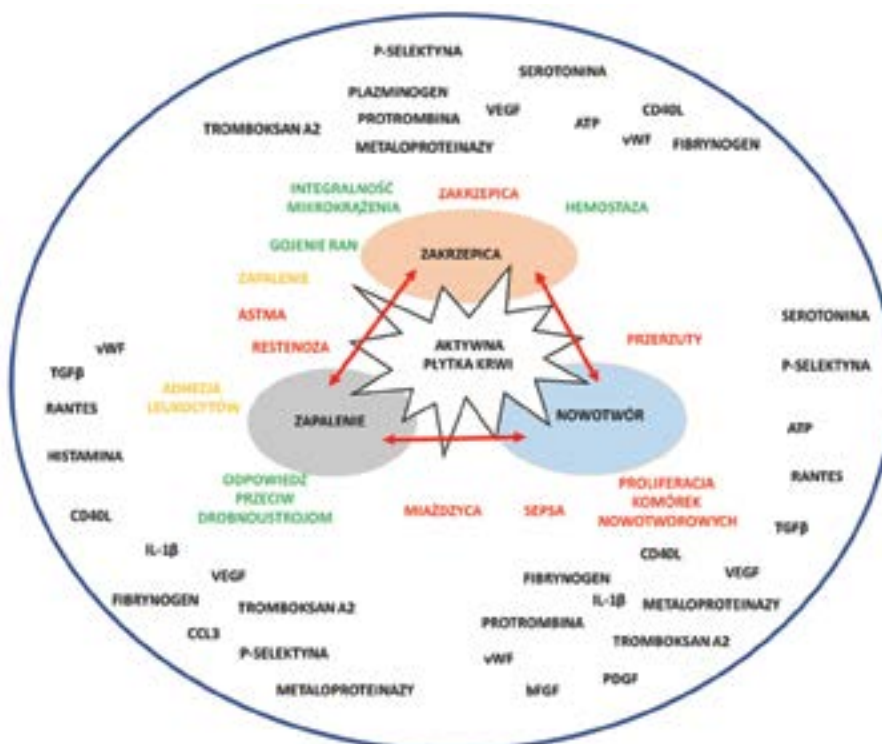 P-SELEKTYNA
SEROTONINA
PLAZMINOGEN
VEGF
CD40L
TROMBOKSAN A2
PROTROMBINA
ATP
vWF
FIBRYNOGEN
METALOPROTEINAZY
INTEGRALNOŚĆ
MIKROKRĄŻENIA
ZAKRZEPICA
HEMOSTAZA
GOJENIE RAN
ZAKRZEPICA
ZAPALENIE
ASTMA
RESTENOZA
AKTYWNA
PŁYTKA KRWI
PRZERZUTY
SEROTONINA
vWF
TGFβ
RANTES
HISTAMINA
CD40L
ADHEZJA
LEUKOCYTÓW
ZAPALENIE
NOWOTWÓR
P-SELEKTYNA
ATP
RANTES
TGFβ
ODPOWIEDŹ
PRZECIW
DROBNOUSTROJOM
MIAŻDŻYCA
SEPSA
PROLIFERACJA
KOMÓREK
NOWOTWOROWYCH
IL-1β
VEGF
FIBRYNOGEN
TROMBOKSAN A2
CCL3
P-SELEKTYNA
METALOPROTEINAZY
CD40L
FIBRYNOGEN
VEGF
IL-1β
METALOPROTEINAZY
PROTROMBINA
TROMBOKSAN A2
vWF
PDGF
bFGF